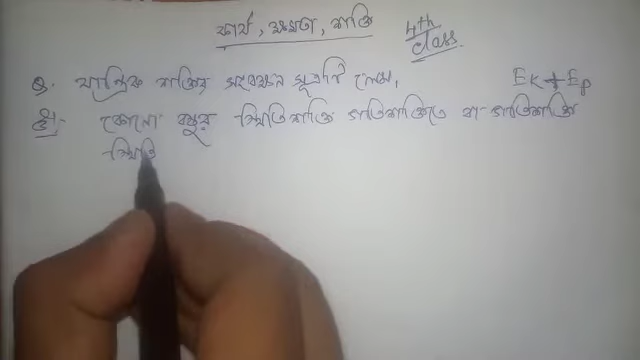 কার্য, ক্ষমতা, শক্তি
4th class.
Q. যান্ত্রিক শক্তির সংরক্ষণ সূত্রটি লেখ,
Ek + Ep
উঃ- কোনো বস্তুর স্থিতিশক্তি গতিশক্তিতে বা গতিশক্তি
স্থিতি